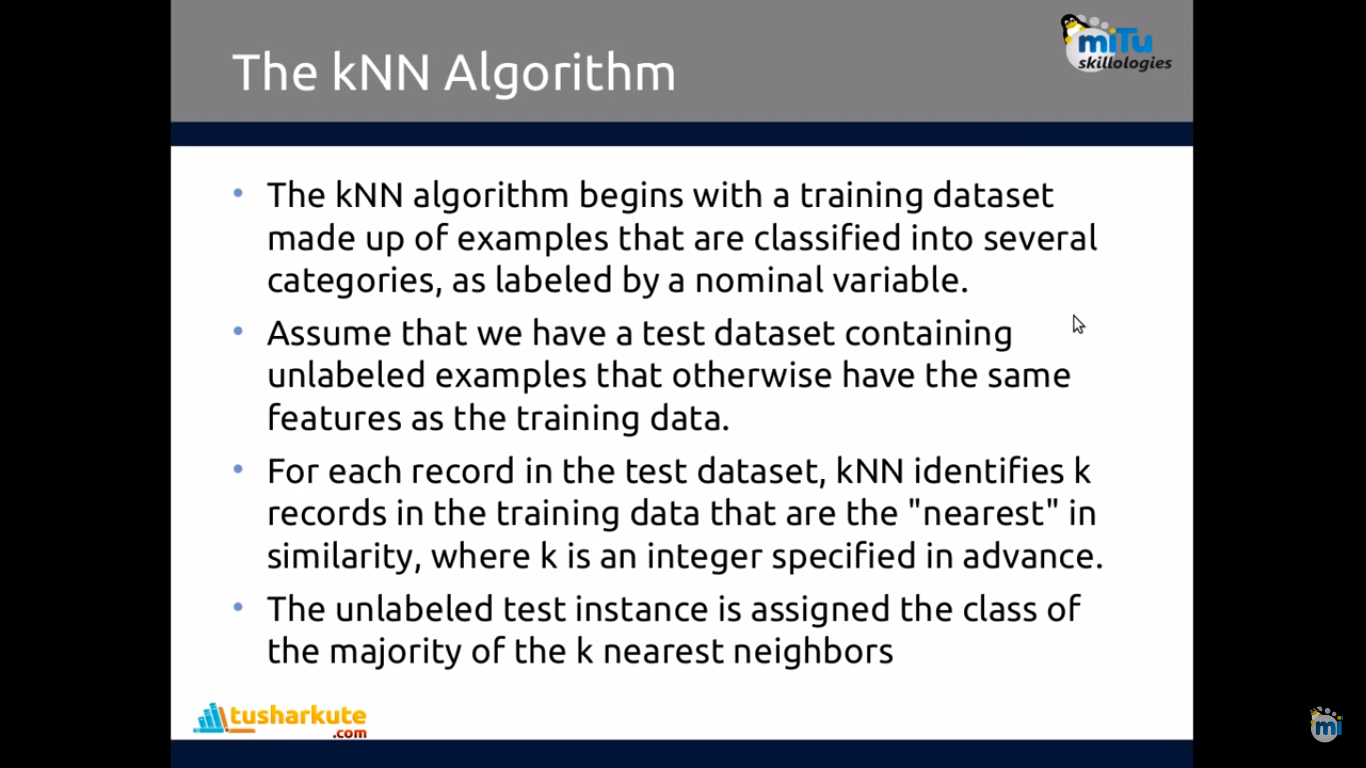 The kNN Algorithm
miTu
skillologies
• The kNN algorithm begins with a training dataset
made up of examples that are classified into several
categories, as labeled by a nominal variable.
• Assume that we have a test dataset containing
unlabeled examples that otherwise have the same
features as the training data.
• For each record in the test dataset, kNN identifies k
records in the training data that are the "nearest" in
similarity, where k is an integer specified in advance.
• The unlabeled test instance is assigned the class of
the majority of the k nearest neighbors
tusharkute
.com
mi